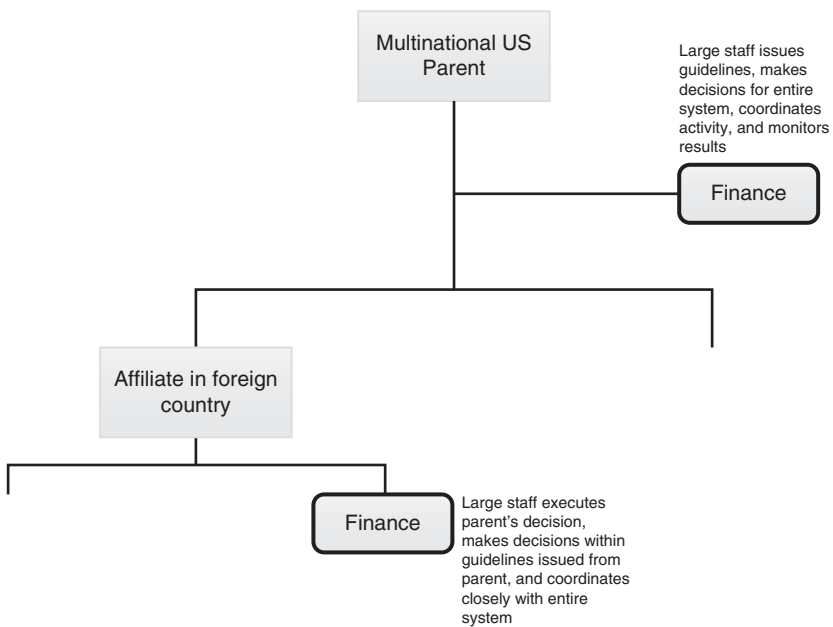 Multinational US
Parent
Large staff issues
guidelines, makes
decisions for entire
system, coordinates
activity, and monitors
results
Finance
Affiliate in foreign
country
Finance
Large staff executes
parent's decision,
makes decisions within
guidelines issued from
parent, and coordinates
closely with entire
system